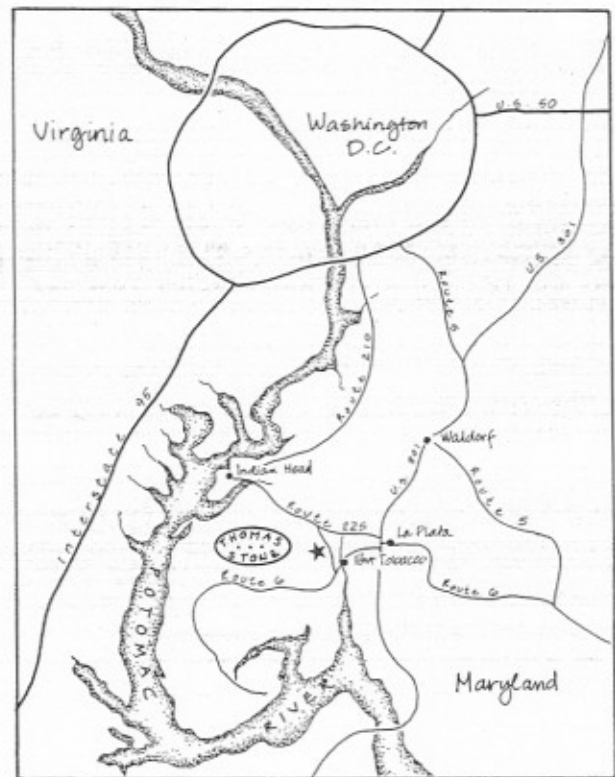 Virginia
Washington
D.C.
U.S. 50
U.S. 301
Route 5
Route 210
Interstate 95
Waldorf
Indian Head
U.S. 301
Route 5
Route 225
La Plata
THOMAS
STONE
Port Tobacco
Route 6
Route 6
POTOMAC
RIVER
Maryland